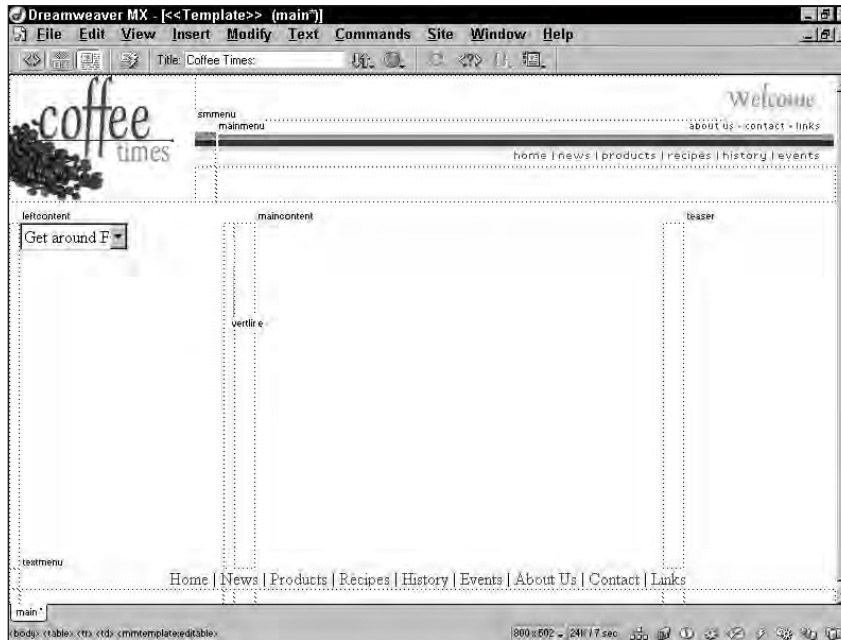 Dreamweaver MX - [<<Template>> (main*)]
File Edit View Insert Modify Text Commands Site Window Help
Title: Coffee Times:
coffee
times
Welcome
smmenu
mainmenu
about us - contact - links
home | news | products | recipes | history | events
leftcontent
maincontent
teaser
Get around F
vertline
textmenu
Home | News | Products | Recipes | History | Events | About Us | Contact | Links
main*
<body> <table> <tr> <td> <mmtemplate:editable>
800 x 602 24K / 7 sec